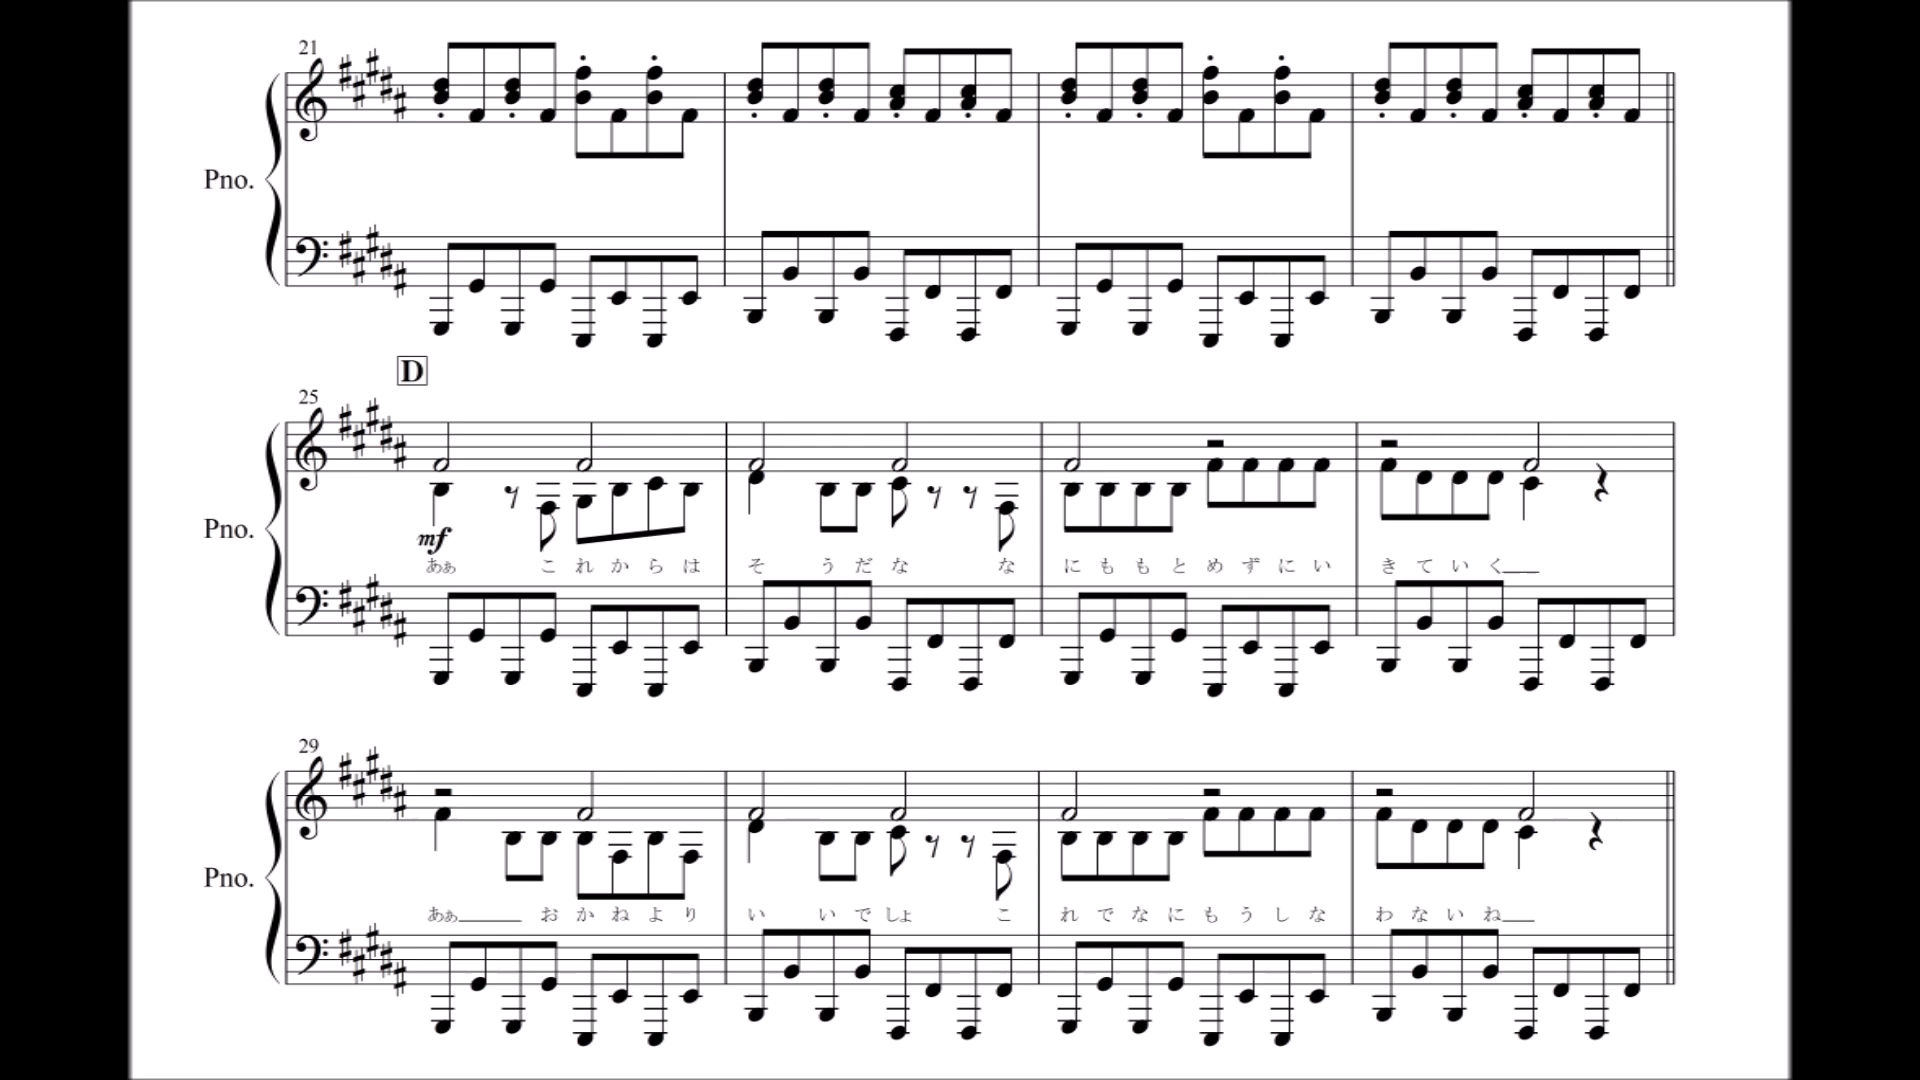 21
Pno.
D
25
Pno.
mf
あぁ こ れ か ら は そ う だ な な に も も と め ず に い き て い く
29
Pno.
あぁ お か ね よ り い い で しょ こ れ で な に も う し な わ な い ね